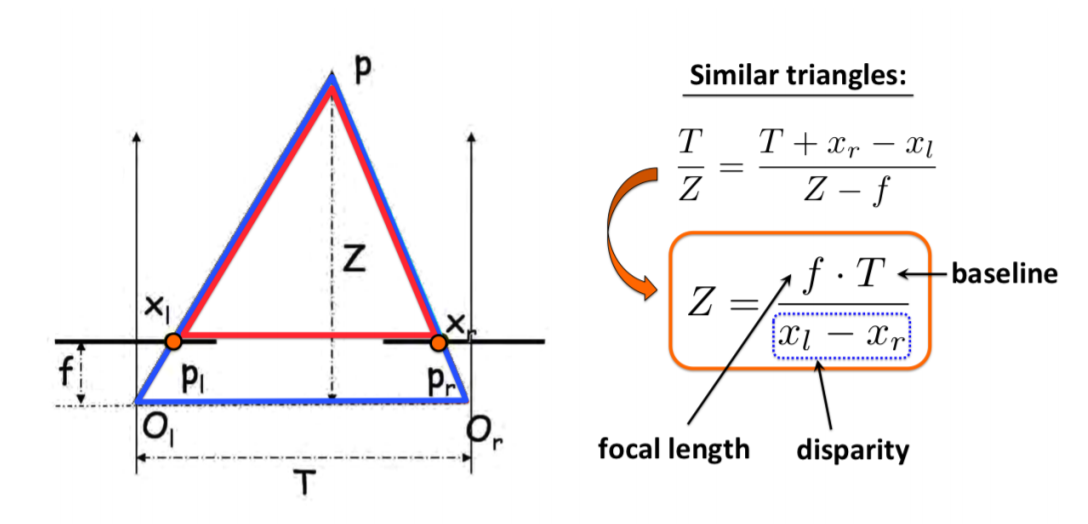 p
Z
x_l
x_r
f
p_l
p_r
O_l
O_r
T
Similar triangles:
T/Z = (T + x_r − x_l)/(Z − f)
Z = (f · T)/(x_l − x_r)
baseline
focal length
disparity